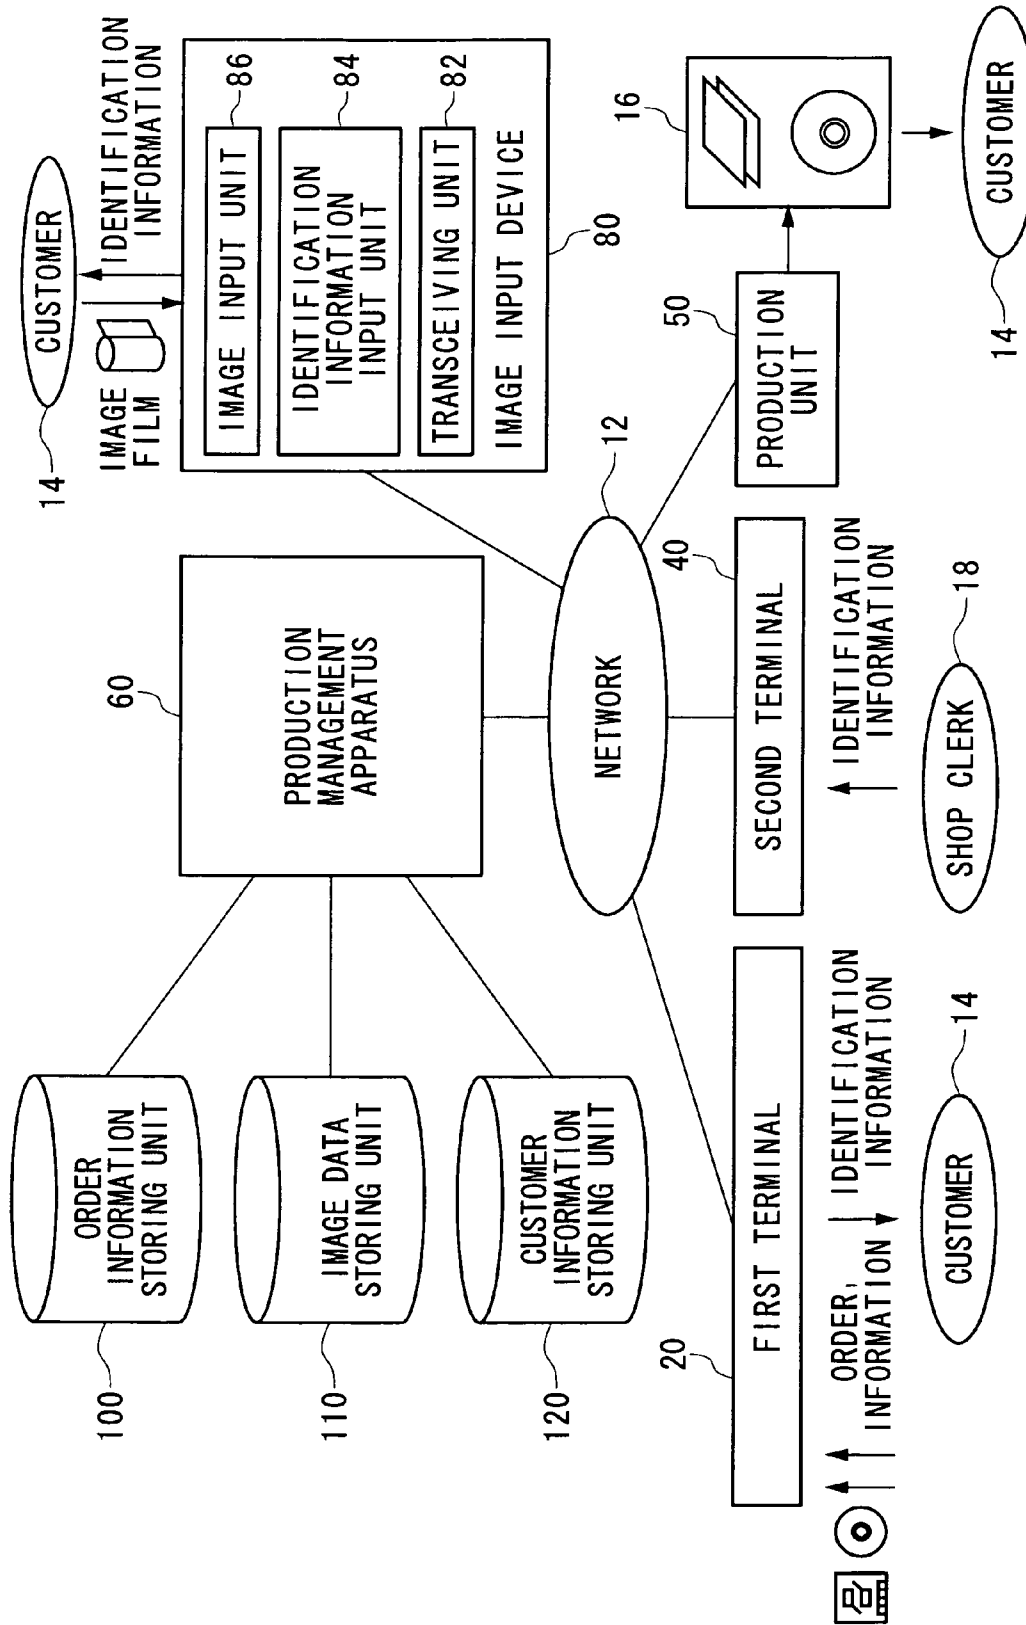 100
ORDER
INFORMATION
STORING UNIT
110
IMAGE DATA
STORING UNIT
120
CUSTOMER
INFORMATION
STORING UNIT
60
PRODUCTION
MANAGEMENT
APPARATUS
14
CUSTOMER
IMAGE
FILM
IDENTIFICATION
INFORMATION
IMAGE INPUT UNIT
86
IDENTIFICATION
INFORMATION
INPUT UNIT
84
TRANSCEIVING UNIT
82
IMAGE INPUT DEVICE
80
NETWORK
12
20
FIRST TERMINAL
ORDER,
INFORMATION
IDENTIFICATION
INFORMATION
CUSTOMER
14
40
SECOND TERMINAL
IDENTIFICATION
INFORMATION
SHOP CLERK
18
50
PRODUCTION
UNIT
16
14
CUSTOMER